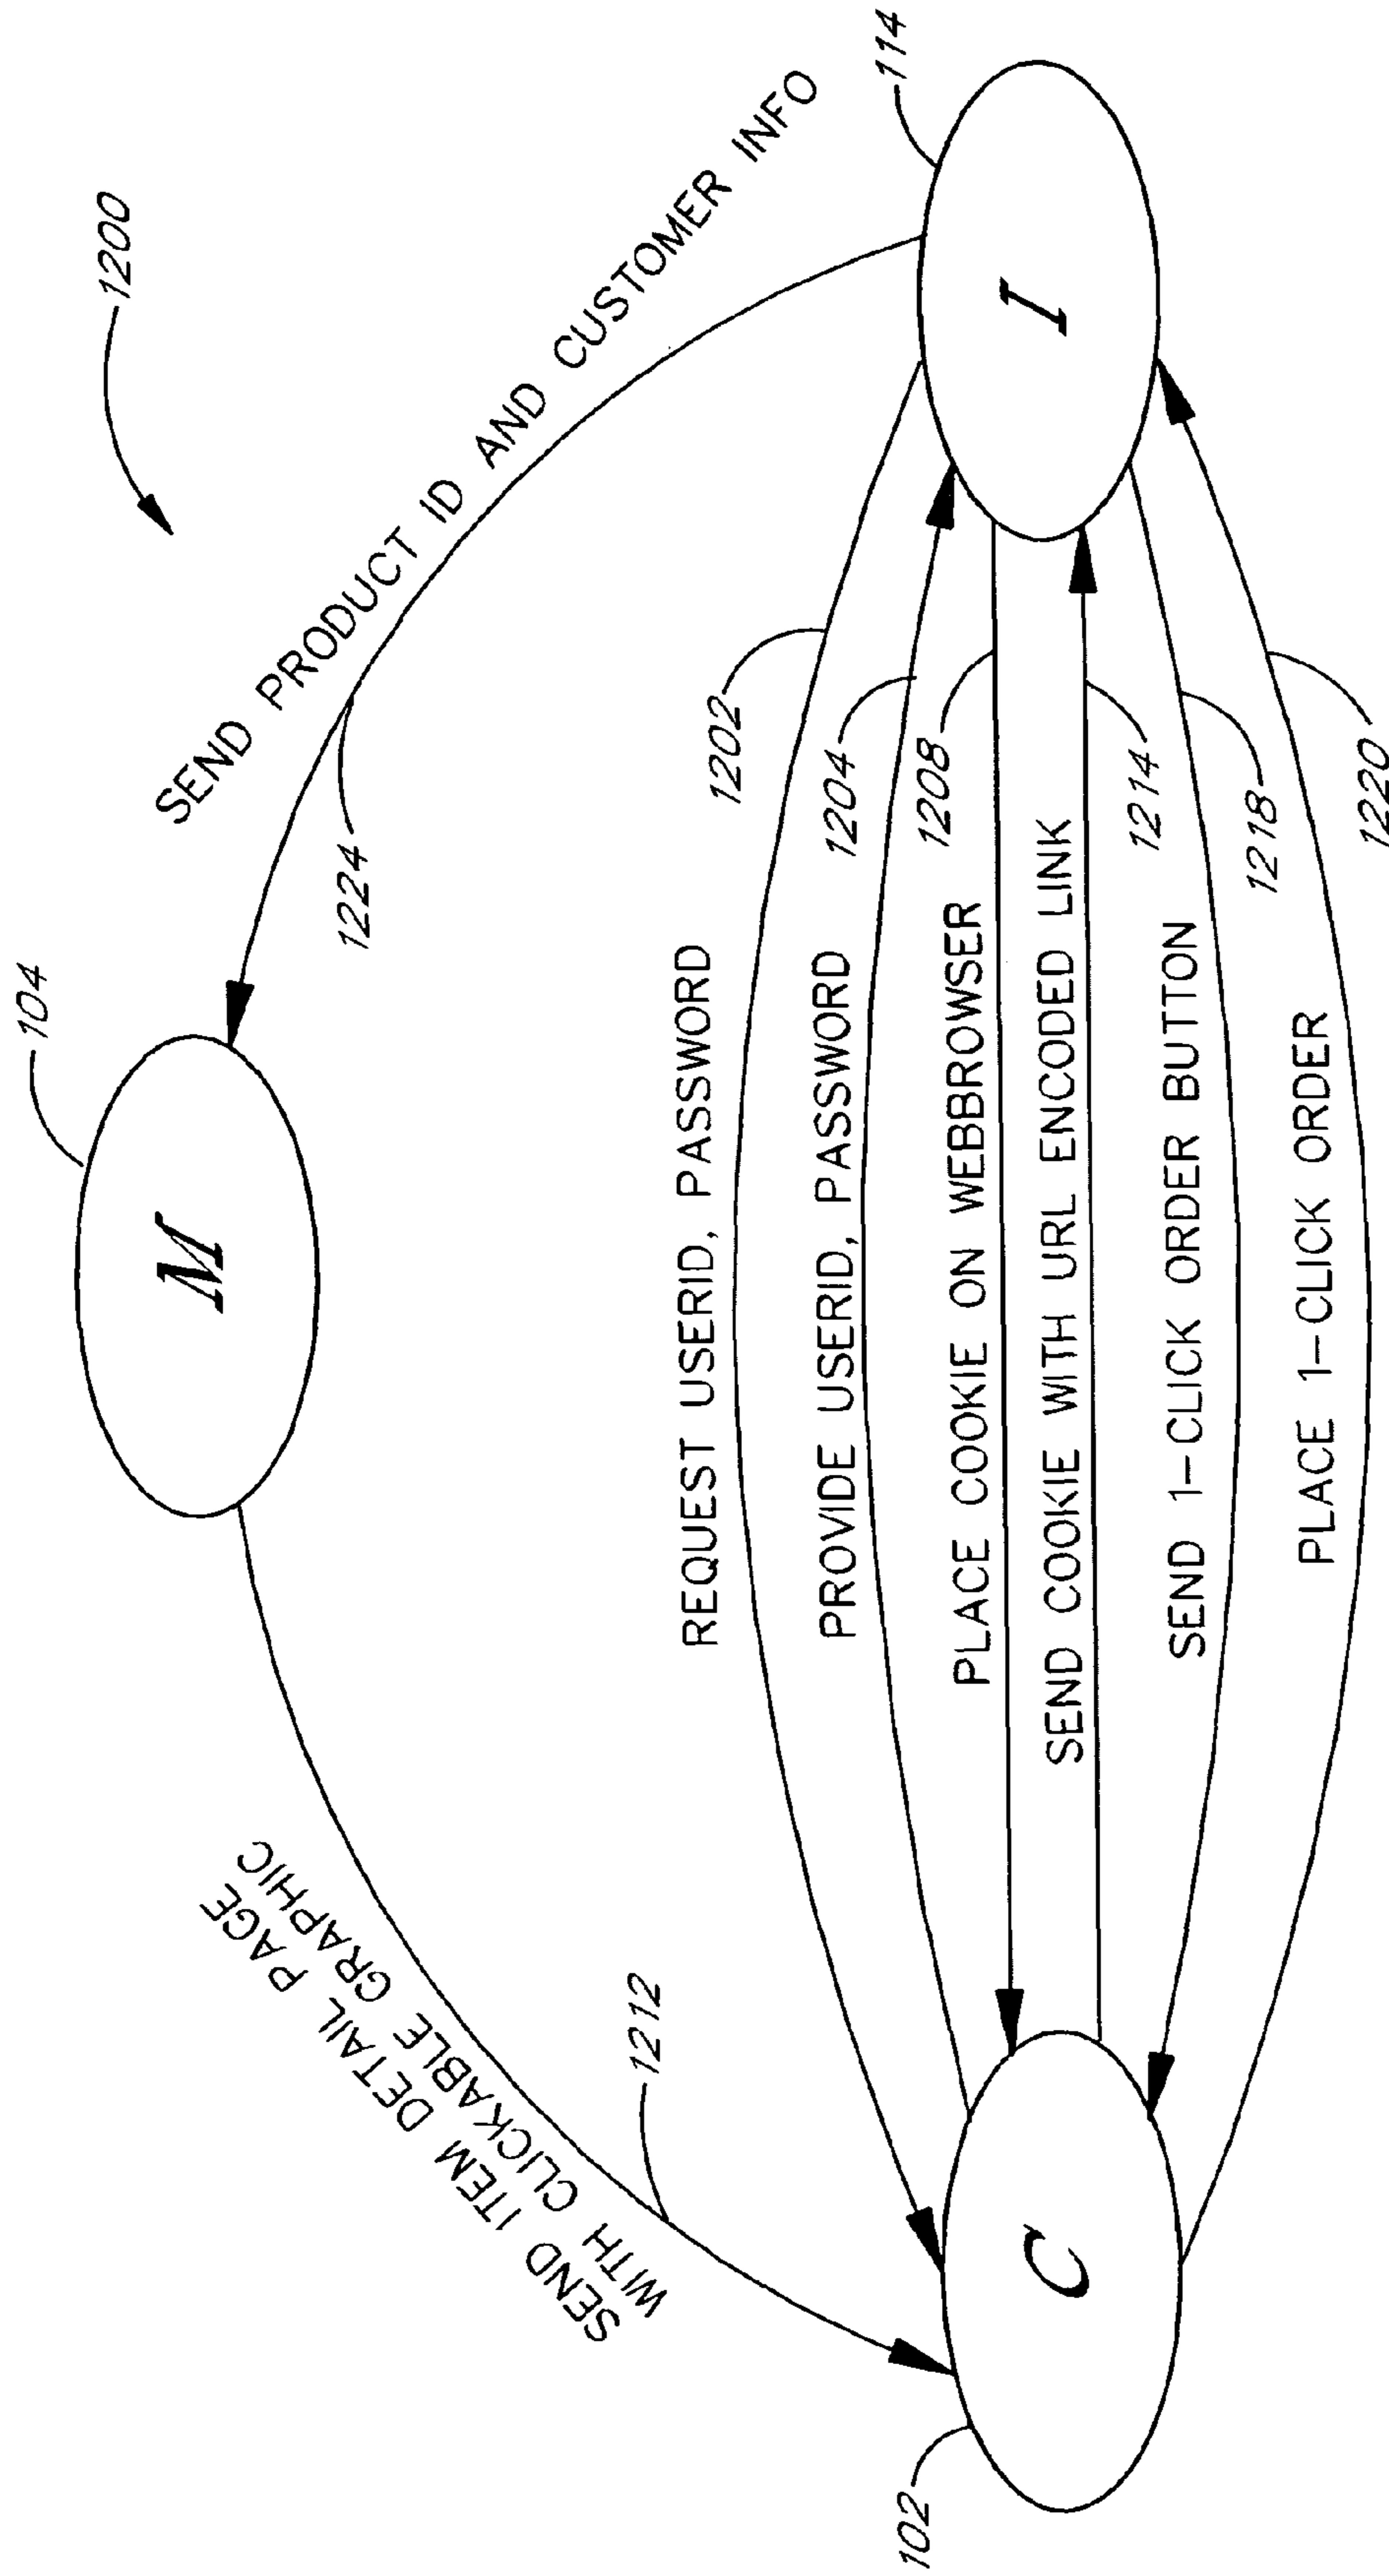 1200
104
M
SEND PRODUCT ID AND CUSTOMER INFO
1224
114
I
SEND ITEM DETAIL PAGE
WITH CLICKABLE GRAPHIC
1212
102
C
REQUEST USERID, PASSWORD
1202
PROVIDE USERID, PASSWORD
1204
PLACE COOKIE ON WEBBROWSER
1208
SEND COOKIE WITH URL ENCODED LINK
1214
SEND 1-CLICK ORDER BUTTON
1218
PLACE 1-CLICK ORDER
1220